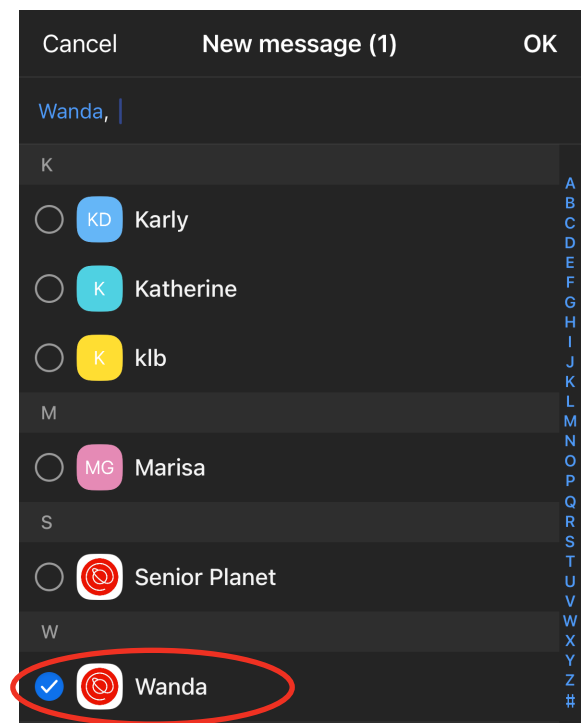 Cancel New message (1) OK
Wanda,
K
KD Karly
K Katherine
K klb
M
MG Marisa
S
Senior Planet
W
Wanda
A
B
C
D
E
F
G
H
I
J
K
L
M
N
O
P
Q
R
S
T
U
V
W
X
Y
Z
#